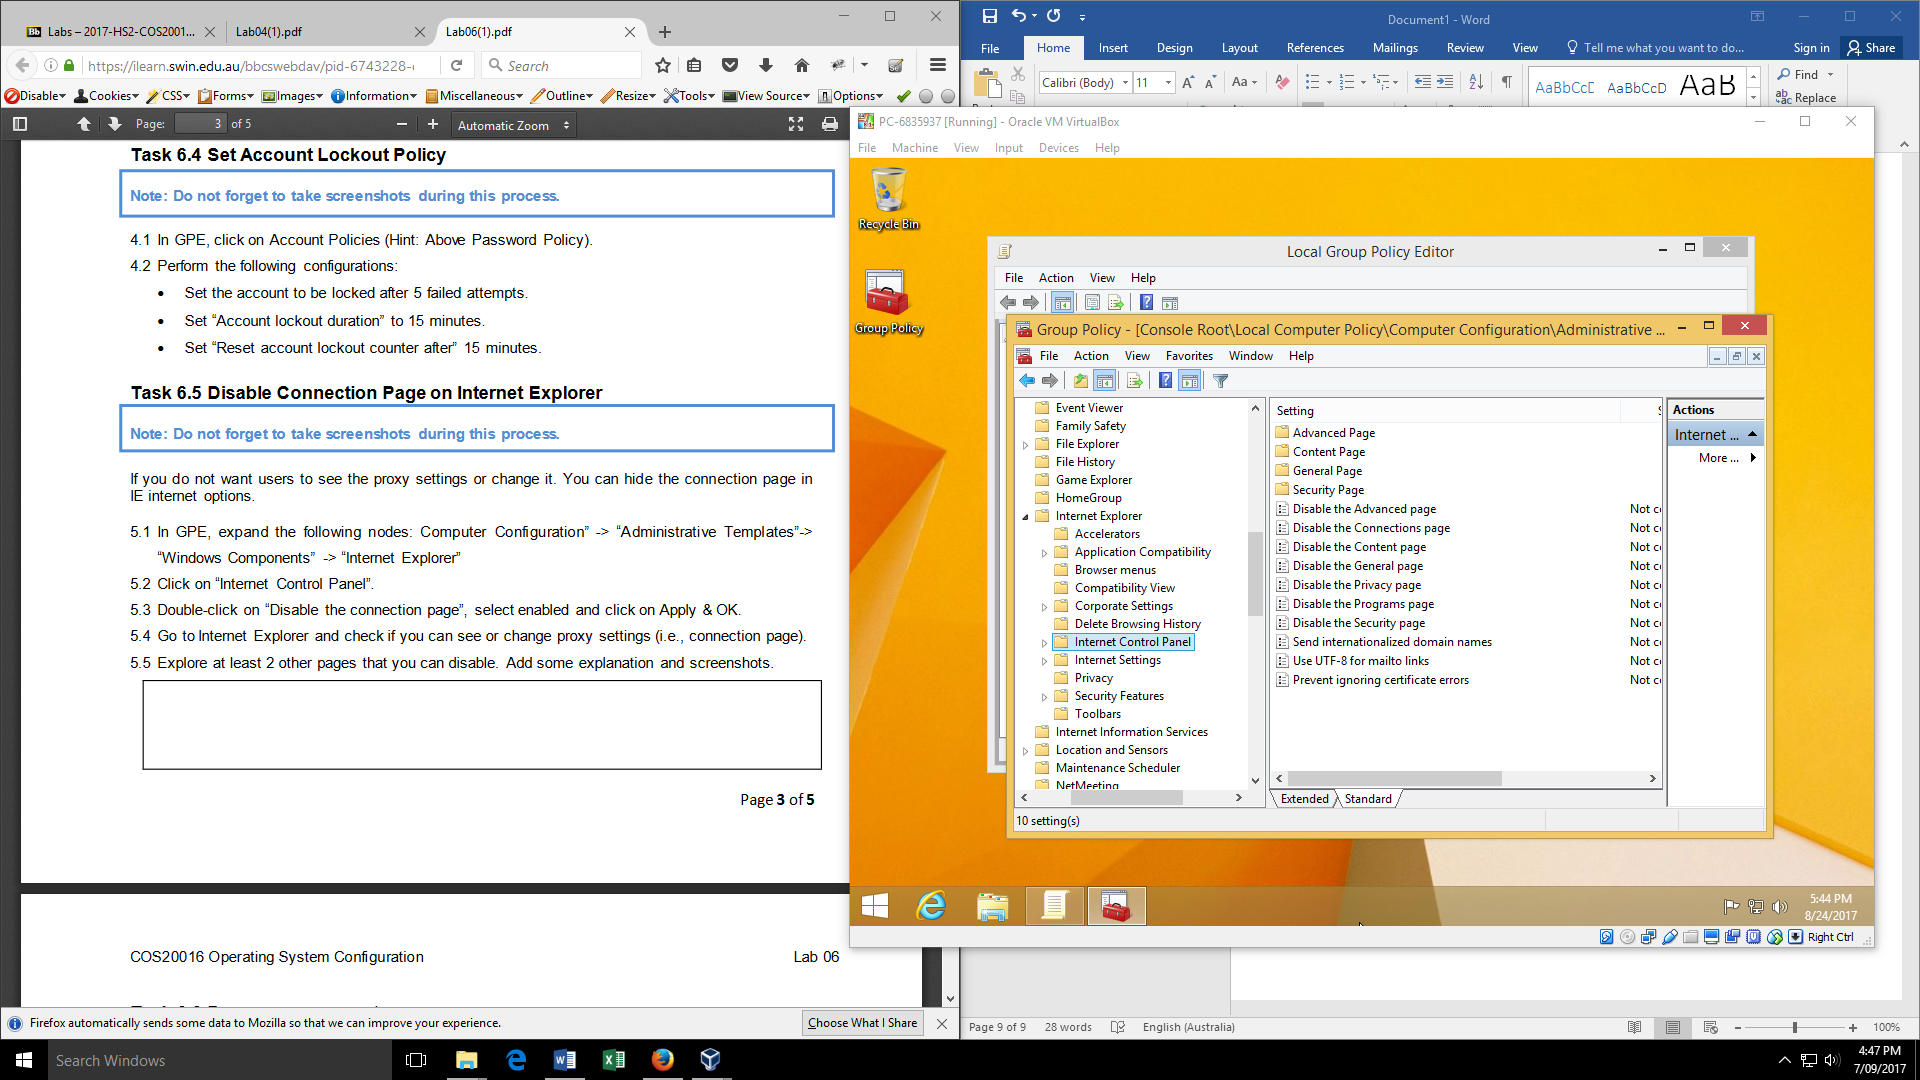 Labs – 2017-HS2-COS2001...
Lab04(1).pdf
Lab06(1).pdf
https://ilearn.swin.edu.au/bbcswebdav/pid-6743228-
Search
Disable
Cookies
CSS
Forms
Images
Information
Miscellaneous
Outline
Resize
Tools
View Source
Options
Page:
3
of 5
Automatic Zoom
Task 6.4 Set Account Lockout Policy
Note: Do not forget to take screenshots during this process.
4.1 In GPE, click on Account Policies (Hint: Above Password Policy).
4.2 Perform the following configurations:
• Set the account to be locked after 5 failed attempts.
• Set “Account lockout duration” to 15 minutes.
• Set “Reset account lockout counter after” 15 minutes.
Task 6.5 Disable Connection Page on Internet Explorer
Note: Do not forget to take screenshots during this process.
If you do not want users to see the proxy settings or change it. You can hide the connection page in
IE internet options.
5.1 In GPE, expand the following nodes: Computer Configuration” -> “Administrative Templates”->
“Windows Components” -> “Internet Explorer”
5.2 Click on “Internet Control Panel”.
5.3 Double-click on “Disable the connection page”, select enabled and click on Apply & OK.
5.4 Go to Internet Explorer and check if you can see or change proxy settings (i.e., connection page).
5.5 Explore at least 2 other pages that you can disable. Add some explanation and screenshots.
Page 3 of 5
COS20016 Operating System Configuration
Lab 06
Firefox automatically sends some data to Mozilla so that we can improve your experience.
Choose What I Share
Document1 - Word
File
Home
Insert
Design
Layout
References
Mailings
Review
View
Tell me what you want to do...
Sign in
Share
Calibri (Body)
11
Aa
AaBbCcDc
AaBbCcD
AaB
Find
Replace
PC-6835937 [Running] - Oracle VM VirtualBox
File
Machine
View
Input
Devices
Help
Recycle Bin
Group Policy
Local Group Policy Editor
File
Action
View
Help
Group Policy - [Console Root\Local Computer Policy\Computer Configuration\Administrative ...
File
Action
View
Favorites
Window
Help
Event Viewer
Family Safety
File Explorer
File History
Game Explorer
HomeGroup
Internet Explorer
Accelerators
Application Compatibility
Browser menus
Compatibility View
Corporate Settings
Delete Browsing History
Internet Control Panel
Internet Settings
Privacy
Security Features
Toolbars
Internet Information Services
Location and Sensors
Maintenance Scheduler
NetMeeting
Setting
Advanced Page
Content Page
General Page
Security Page
Disable the Advanced page Not c
Disable the Connections page Not c
Disable the Content page Not c
Disable the General page Not c
Disable the Privacy page Not c
Disable the Programs page Not c
Disable the Security page Not c
Send internationalized domain names Not c
Use UTF-8 for mailto links Not c
Prevent ignoring certificate errors Not c
Actions
Internet ...
More ...
Extended
Standard
10 setting(s)
5:44 PM
8/24/2017
Right Ctrl
Page 9 of 9
28 words
English (Australia)
100%
Search Windows
4:47 PM
7/09/2017